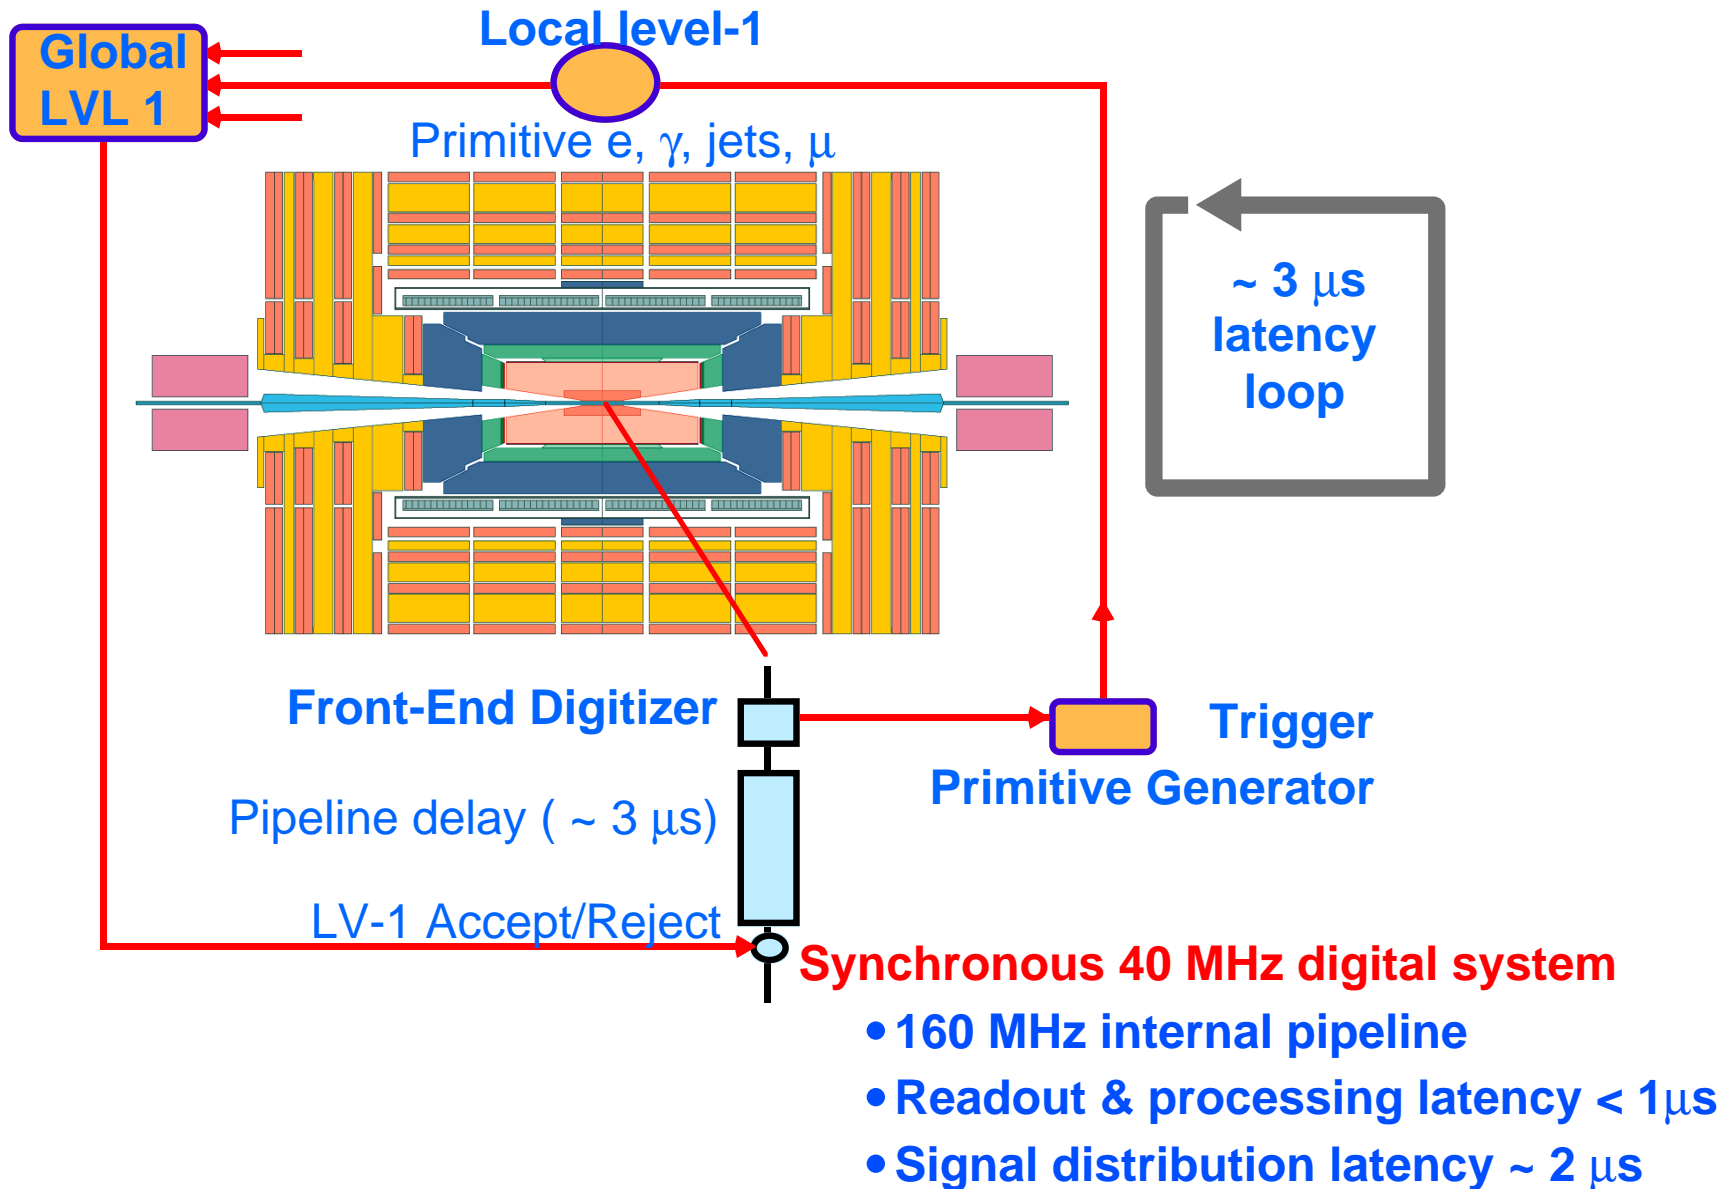 Local level-1
Global
LVL 1
Primitive e, γ, jets, μ
~ 3 μs
latency
loop
Front-End Digitizer
Trigger
Primitive Generator
Pipeline delay ( ~ 3 μs)
LV-1 Accept/Reject
Synchronous 40 MHz digital system
• 160 MHz internal pipeline
• Readout & processing latency < 1μs
• Signal distribution latency ~ 2 μs